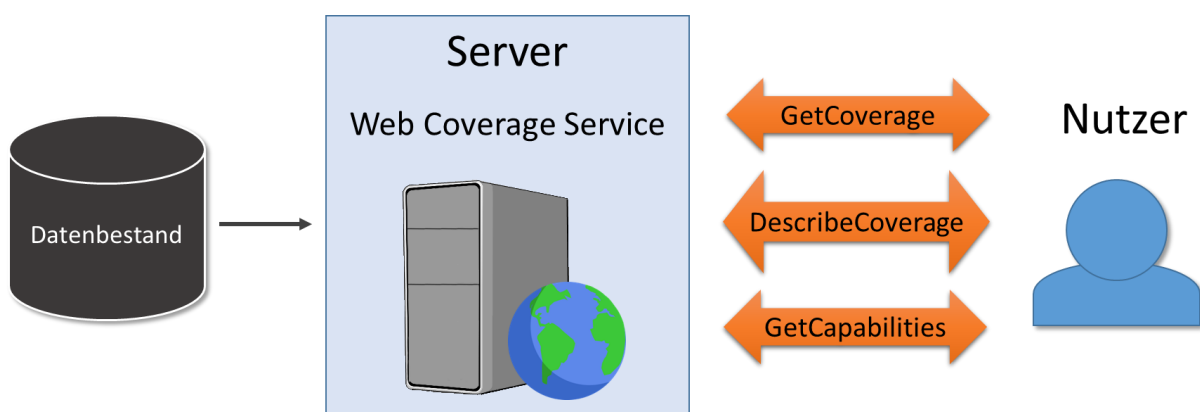 Datenbestand
Server
Web Coverage Service
GetCoverage
DescribeCoverage
GetCapabilities
Nutzer